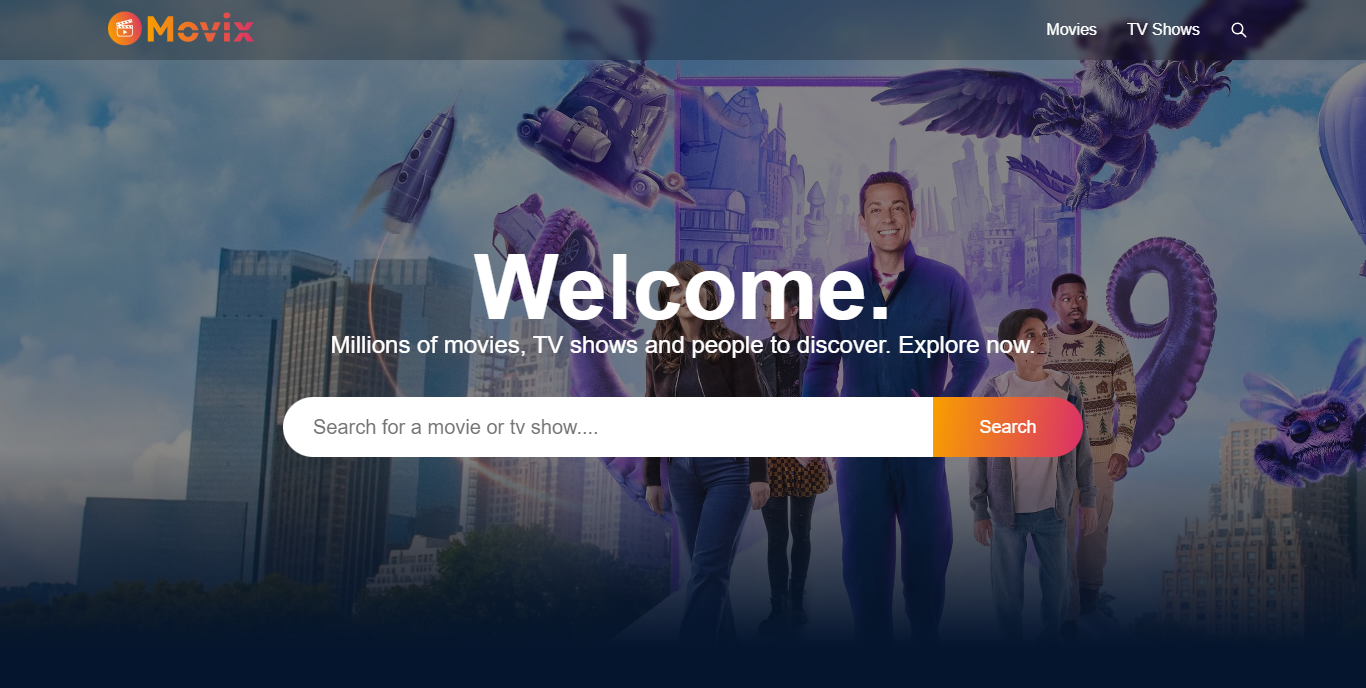 Movix
Movies
TV Shows
Welcome.
Millions of movies, TV shows and people to discover. Explore now.
Search for a movie or tv show....
Search